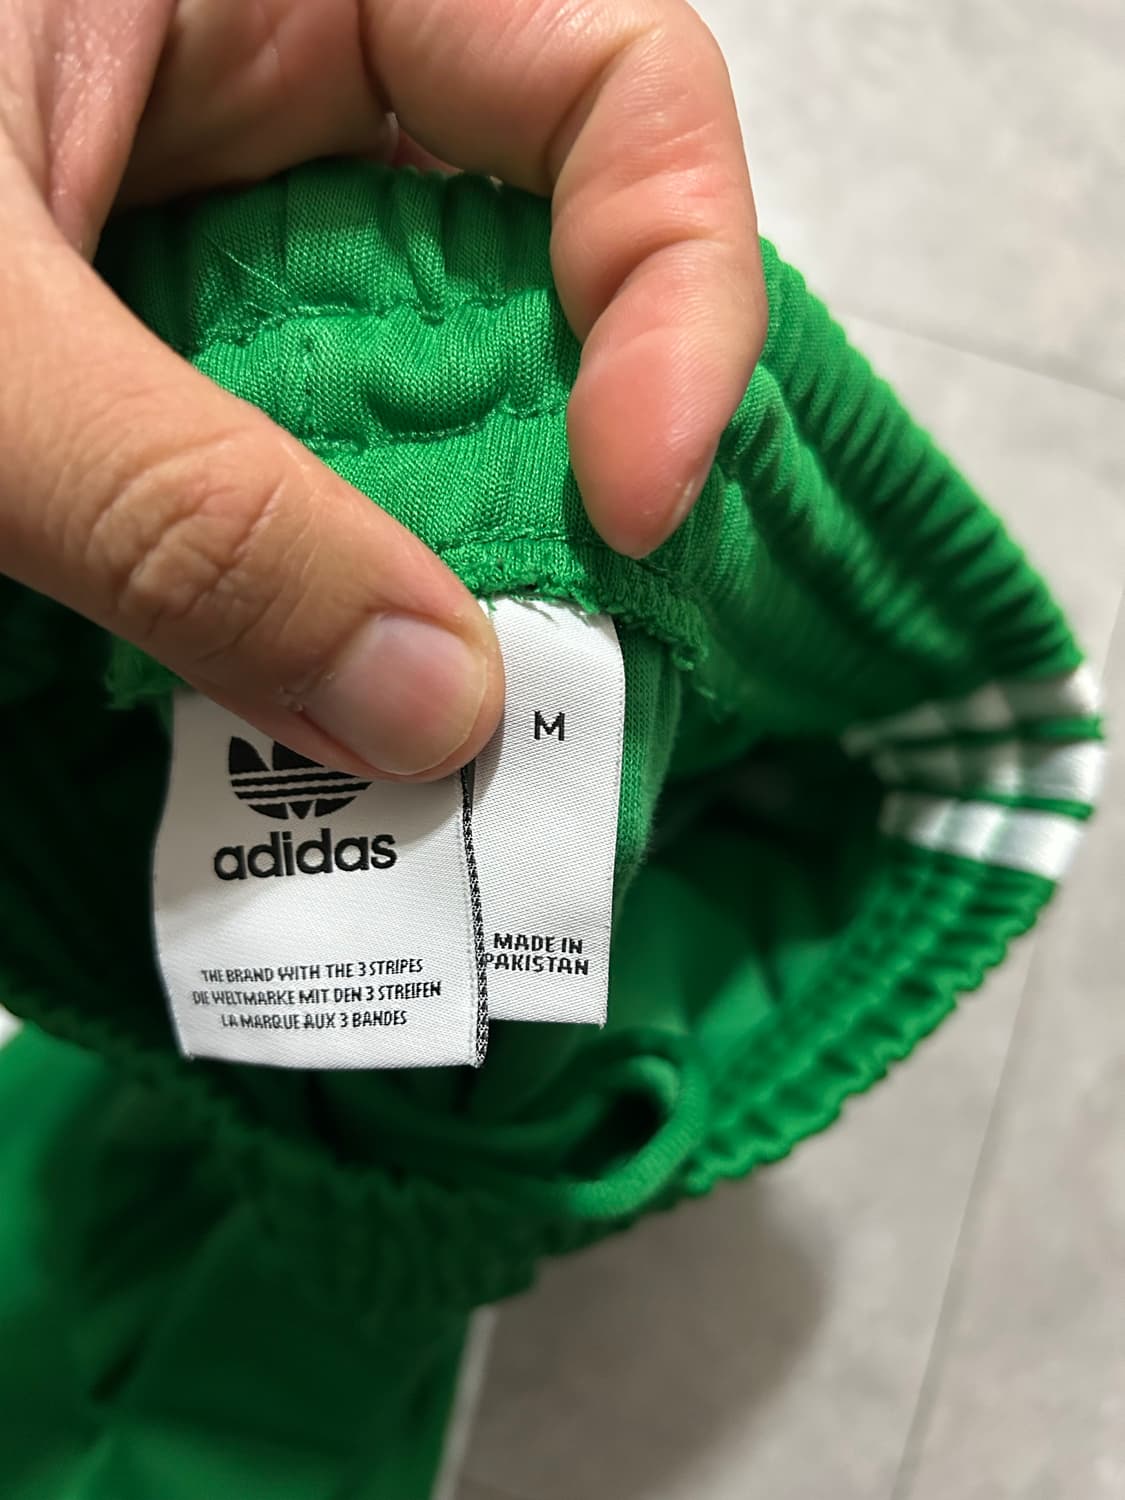 adidas
THE BRAND WITH THE 3 STRIPES
DIE WELTMARKE MIT DEN 3 STREIFEN
LA MARQUE AUX 3 BANDES
M
MADE IN
PAKISTAN